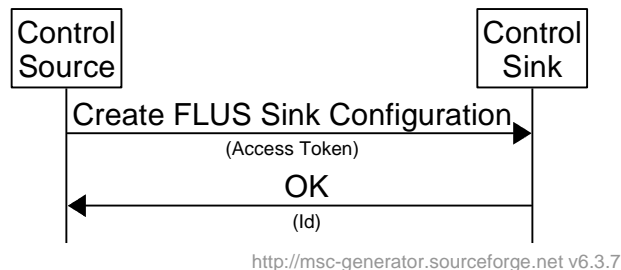 Control
Source
Control
Sink
Create FLUS Sink Configuration
(Access Token)
OK
(Id)
http://msc-generator.sourceforge.net v6.3.7